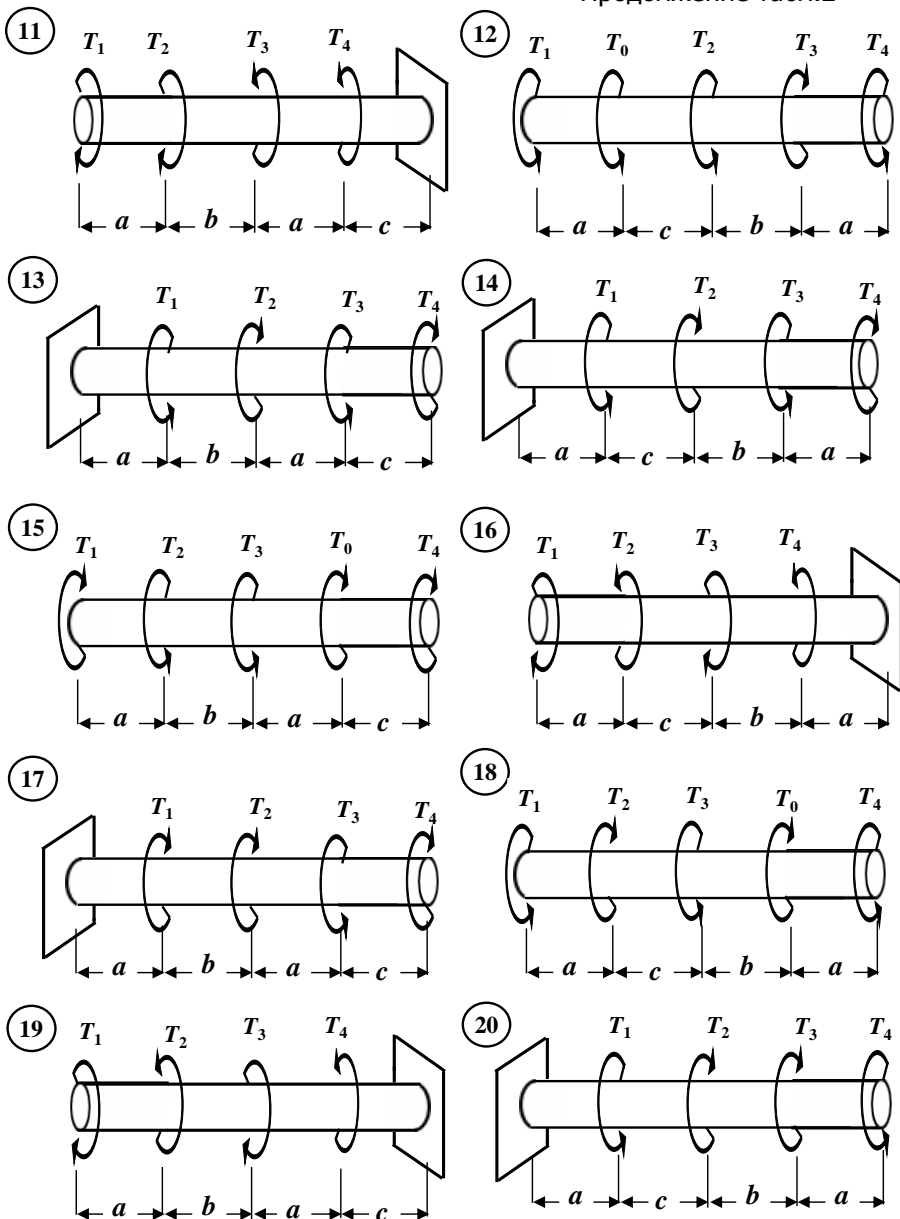 Продолжение табл.2
11
T1 T2 T3 T4
a b a c
12
T1 T0 T2 T3 T4
a c b a
13
T1 T2 T3 T4
a b a c
14
T1 T2 T3 T4
a c b a
15
T1 T2 T3 T0 T4
a b a c
16
T1 T2 T3 T4
a c b a
17
T1 T2 T3 T4
a b a c
18
T1 T2 T3 T0 T4
a c b a
19
T1 T2 T3 T4
a b a c
20
T1 T2 T3 T4
a c b a